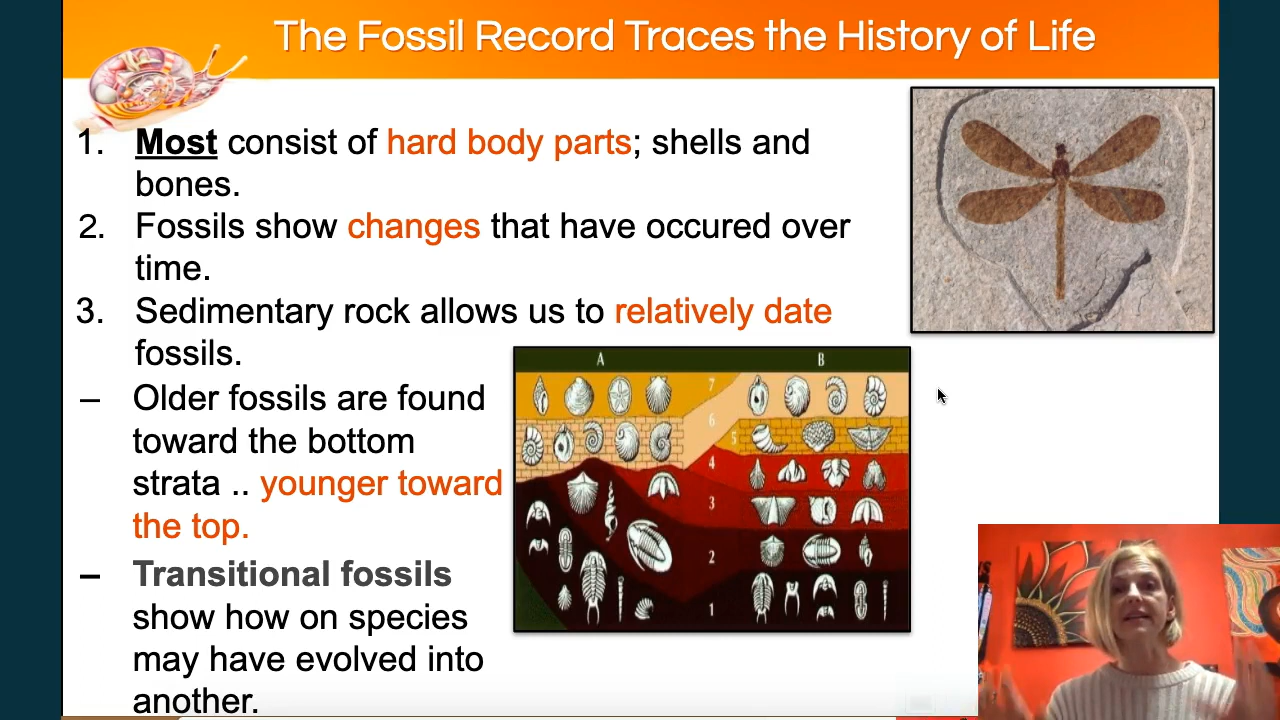 The Fossil Record Traces the History of Life
1. Most consist of hard body parts; shells and
bones.
2. Fossils show changes that have occured over
time.
3. Sedimentary rock allows us to relatively date
fossils.
– Older fossils are found
toward the bottom
strata .. younger toward
the top.
– Transitional fossils
show how on species
may have evolved into
another.
A B
7
6
5
4
3
2
1